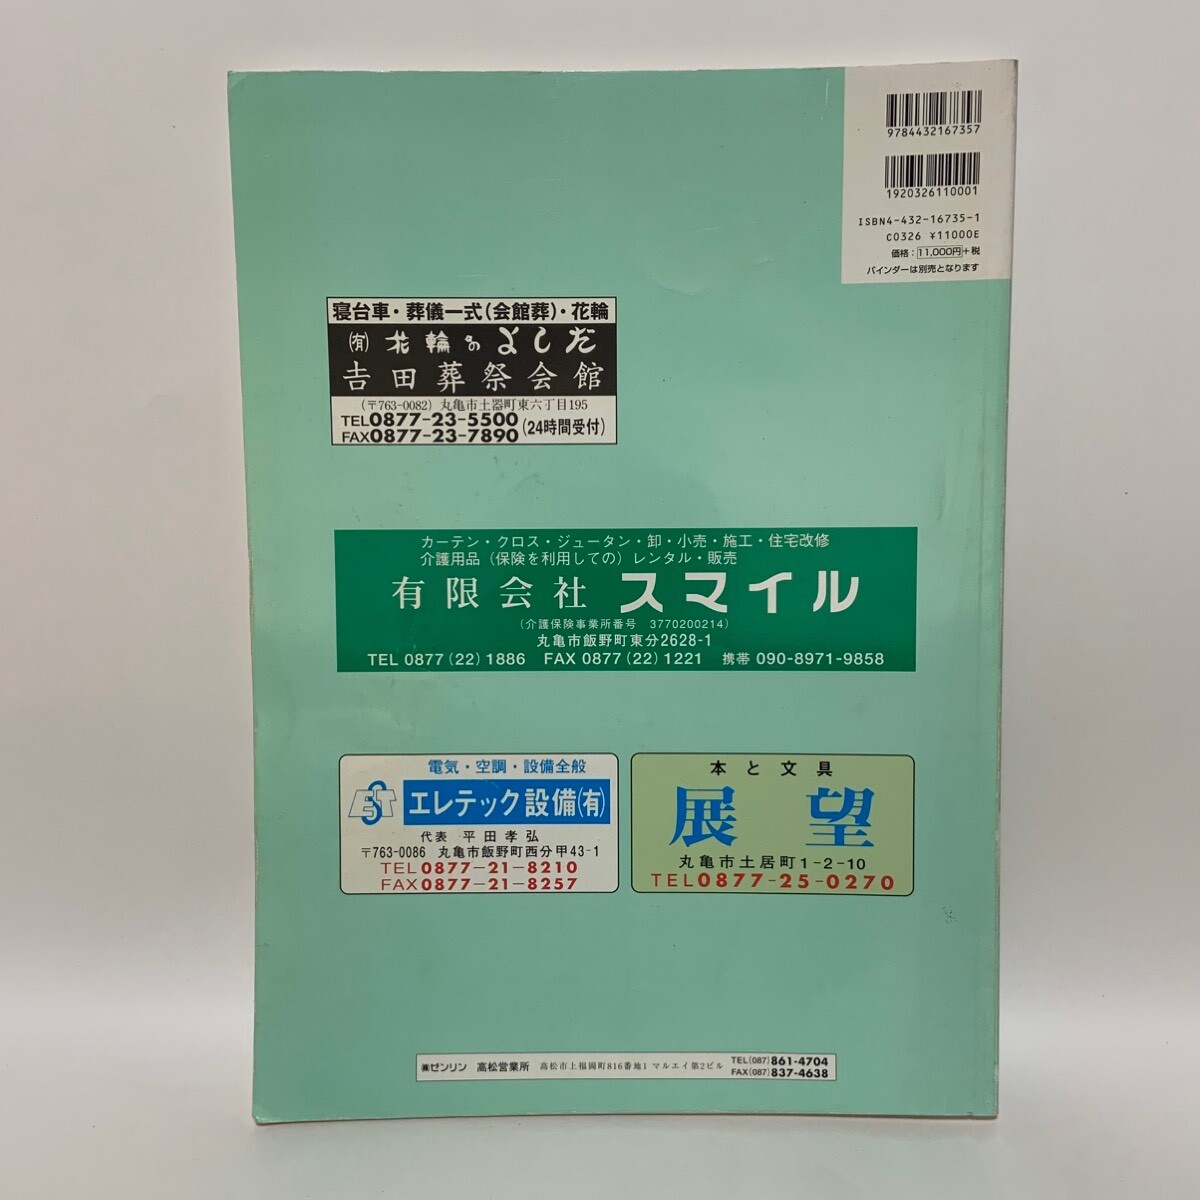 9784432167357
1920326110001
ISBN4-432-16735-1
C0326 ¥11000E
価格：11,000円+税
バインダーは別売となります
寝台車・葬儀一式(会館葬)・花輪
㈲ 花輪のよしだ
吉田葬祭会館
(〒763-0082) 丸亀市土器町東六丁目195
TEL0877-23-5500
FAX0877-23-7890
(24時間受付)
カーテン・クロス・ジュータン・卸・小売・施工・住宅改修
介護用品（保険を利用しての）レンタル・販売
有限会社 スマイル
(介護保険事業所番号 3770200214)
丸亀市飯野町東分2628-1
TEL 0877(22)1886 FAX 0877(22)1221 携帯 090-8971-9858
電気・空調・設備全般
EST エレテック設備㈲
代表 平田孝弘
〒763-0086 丸亀市飯野町西分甲43-1
TEL0877-21-8210
FAX0877-21-8257
本と文具
展望
丸亀市土居町1-2-10
TEL0877-25-0270
㈱ゼンリン 高松営業所 高松市上福岡町816番地1 マルエイ第2ビル
TEL(087)861-4704
FAX(087)837-4638